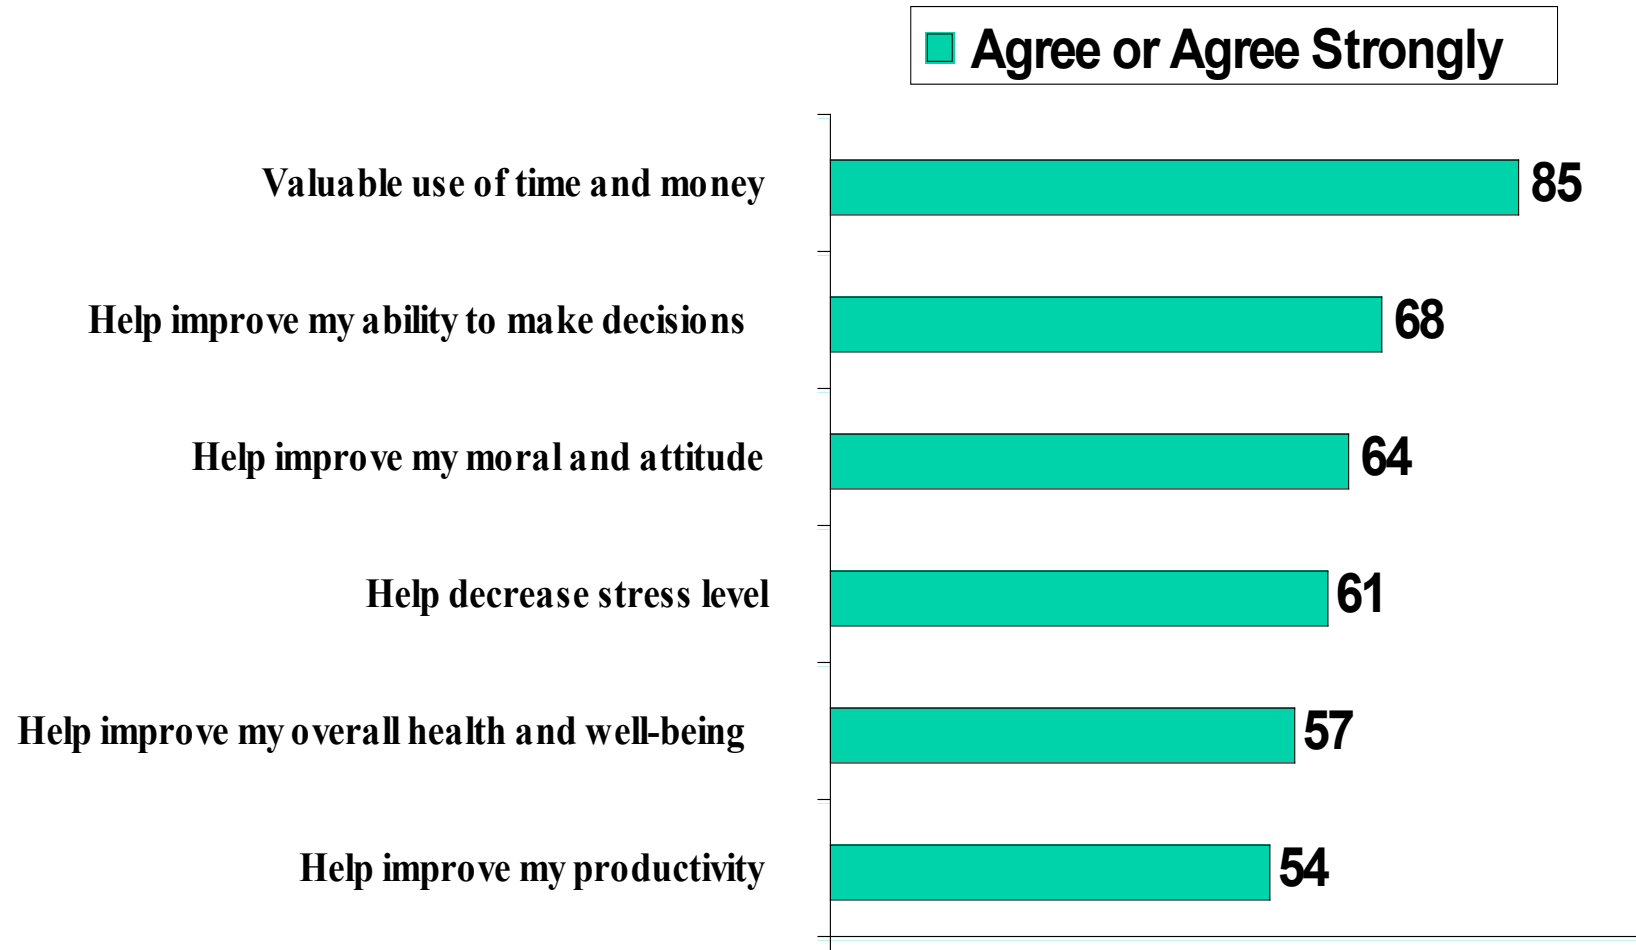 Agree or Agree Strongly
Valuable use of time and money
85
Help improve my ability to make decisions
68
Help improve my moral and attitude
64
Help decrease stress level
61
Help improve my overall health and well-being
57
Help improve my productivity
54